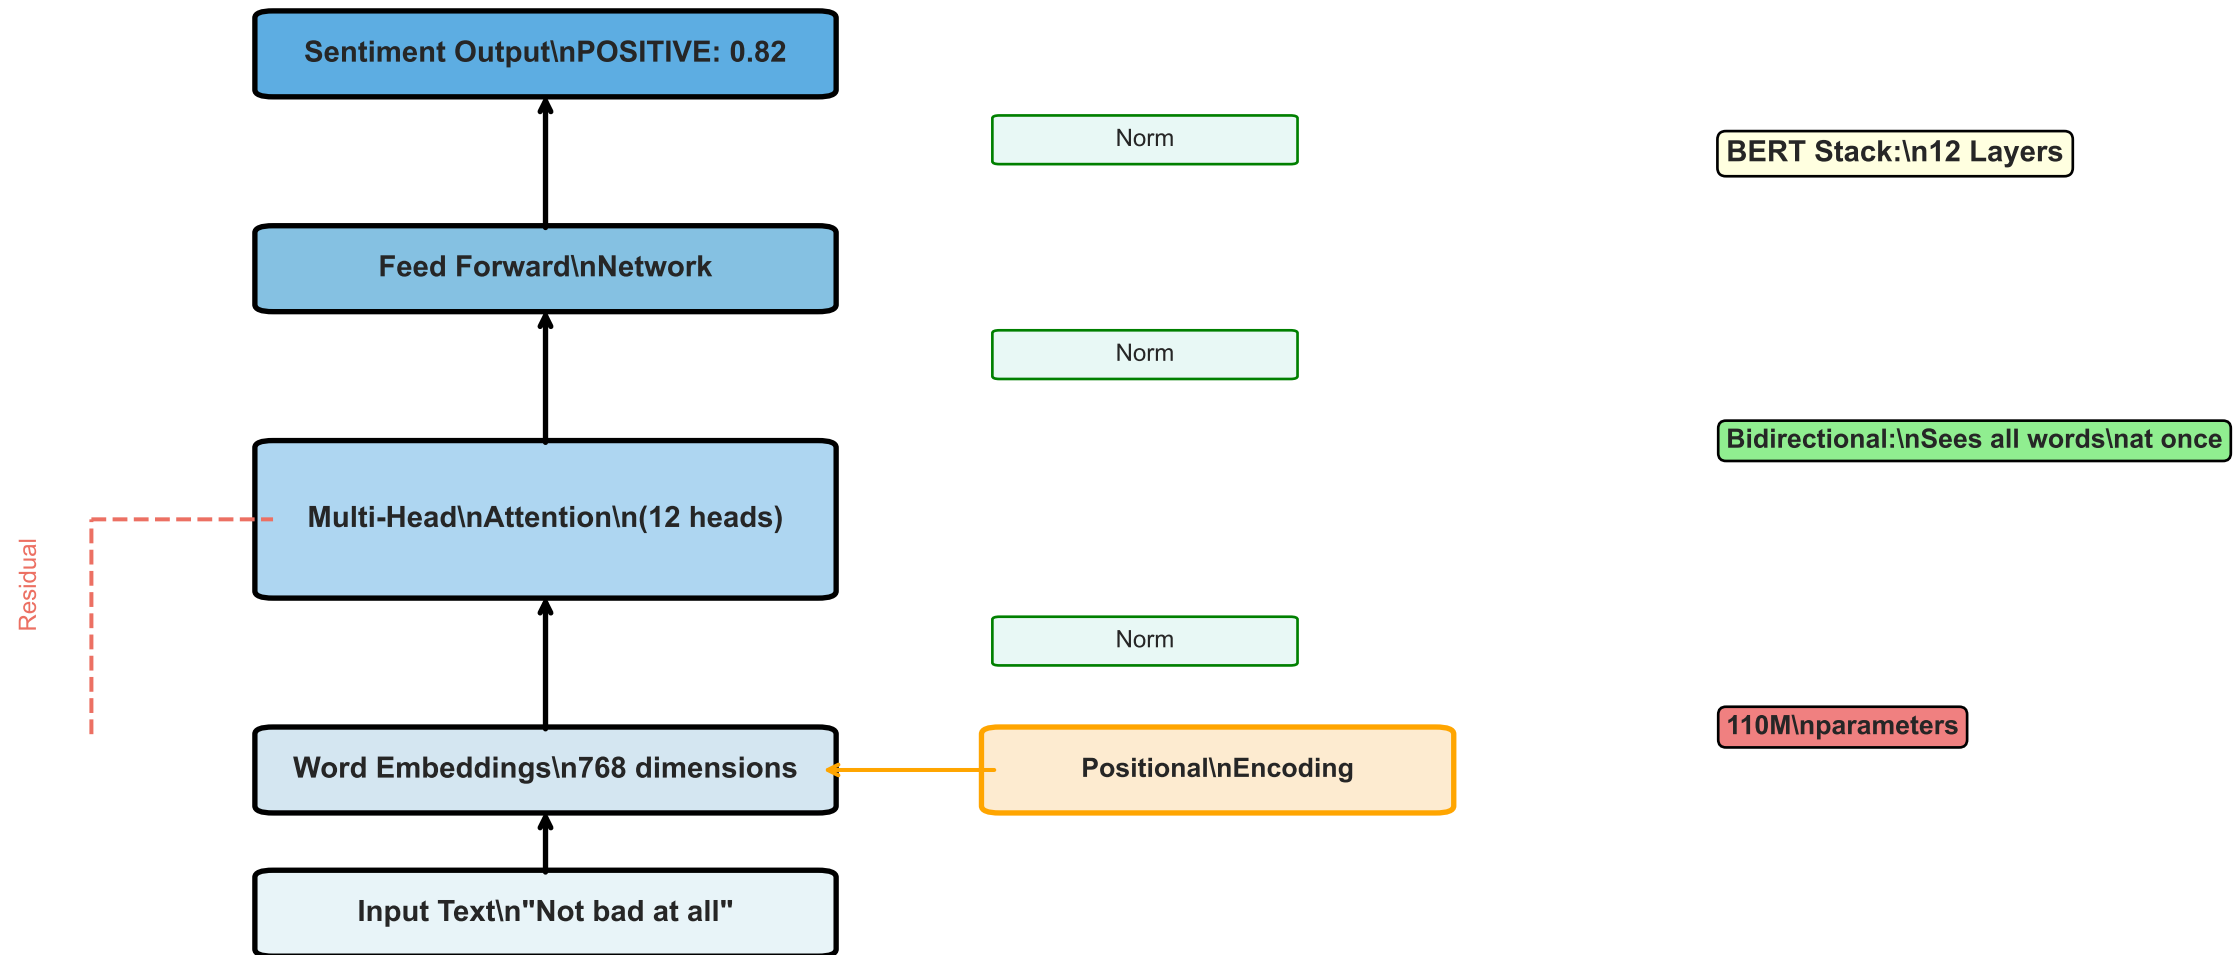 Sentiment Output\nPOSITIVE: 0.82
Norm
BERT Stack:\n12 Layers
Feed Forward\nNetwork
Norm
Bidirectional:\nSees all words\nat once
Multi-Head\nAttention\n(12 heads)
Residual
Norm
110M\nparameters
Word Embeddings\n768 dimensions
Positional\nEncoding
Input Text\n"Not bad at all"